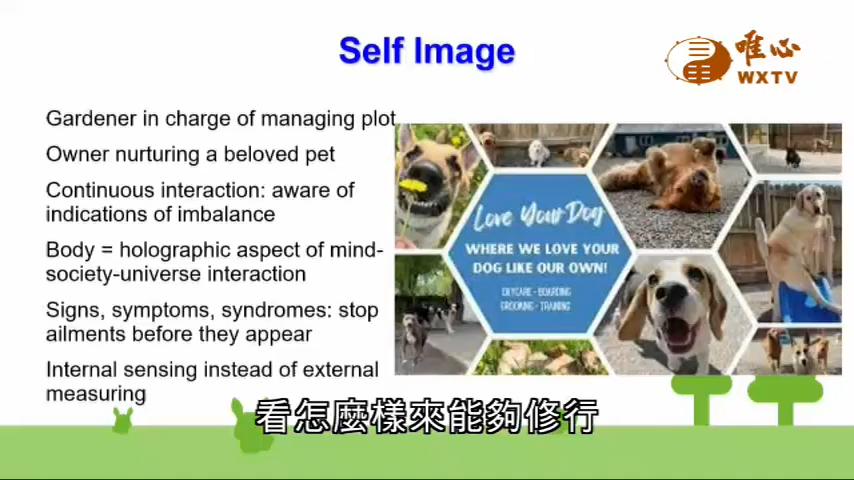 Self Image
唯心
WXTV
Gardener in charge of managing plot
Owner nurturing a beloved pet
Continuous interaction: aware of
indications of imbalance
Body = holographic aspect of mind-
society-universe interaction
Signs, symptoms, syndromes: stop
ailments before they appear
Internal sensing instead of external
measuring
Love Your Dog
WHERE WE LOVE YOUR
DOG LIKE OUR OWN!
DAYCARE - BOARDING
GROOMING - TRAINING
看怎麼樣來能夠修行